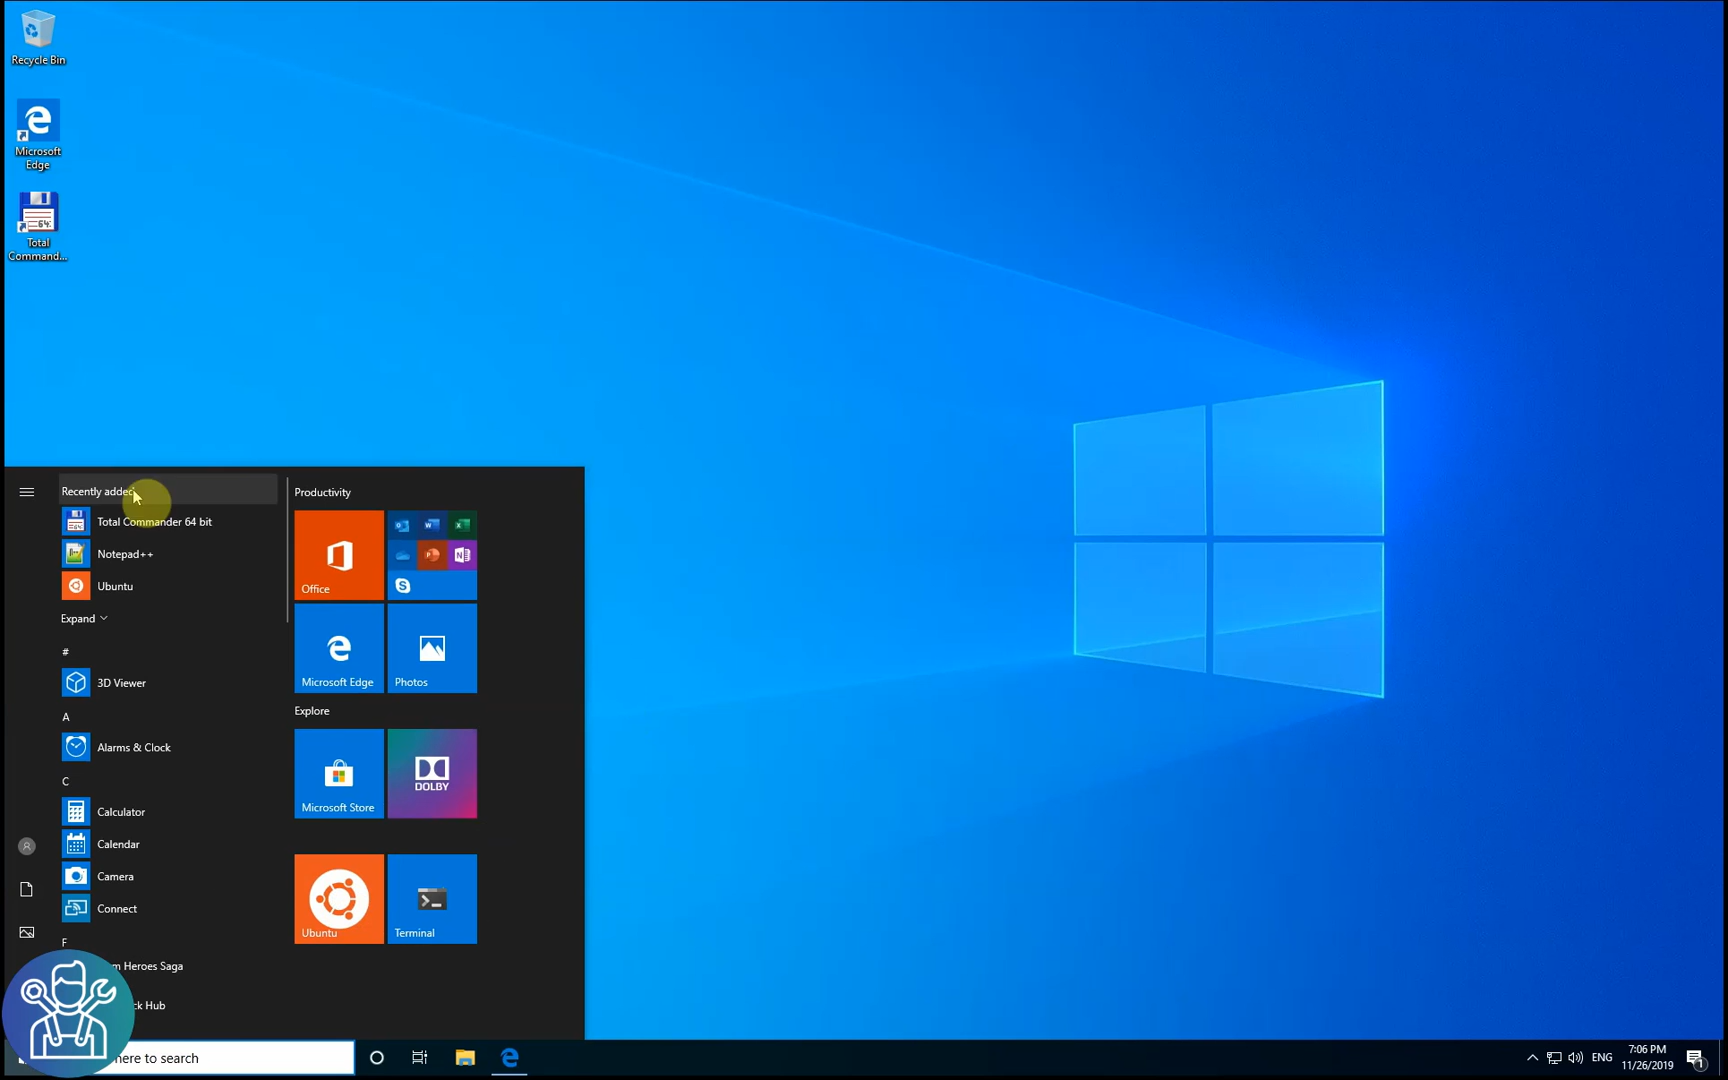 Recycle Bin
Microsoft
Edge
64
Total
Command...
Recently added
Total Commander 64 bit
Notepad++
Ubuntu
Expand
#
3D Viewer
A
Alarms & Clock
C
Calculator
Calendar
Camera
Connect
F
Heroes Saga
Hub
Productivity
Office
Microsoft Edge
Photos
Explore
Microsoft Store
DOLBY
Ubuntu
Terminal
here to search
ENG
7:06 PM
11/26/2019
1